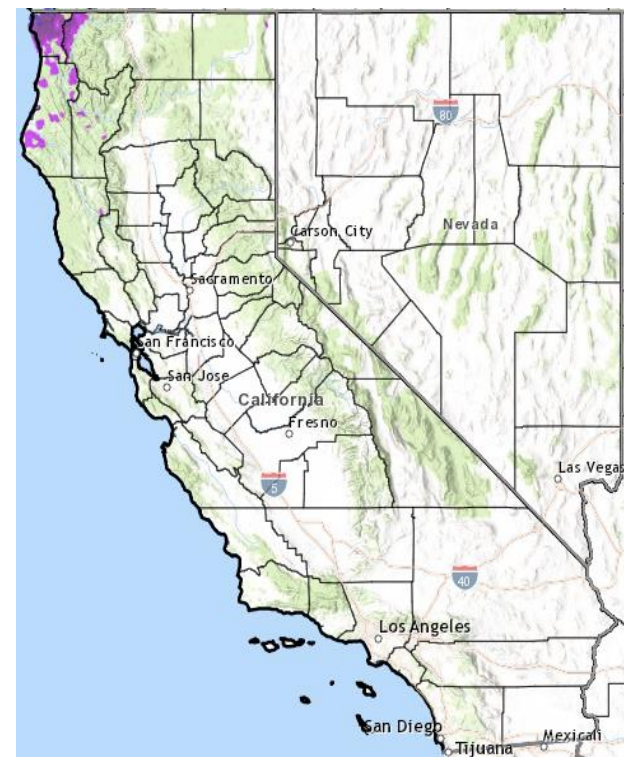 80
Nevada
Carson City
Sacramento
San Francisco
San Jose
California
Fresno
5
Las Vegas
40
Los Angeles
San Diego
Tijuana
Mexicali